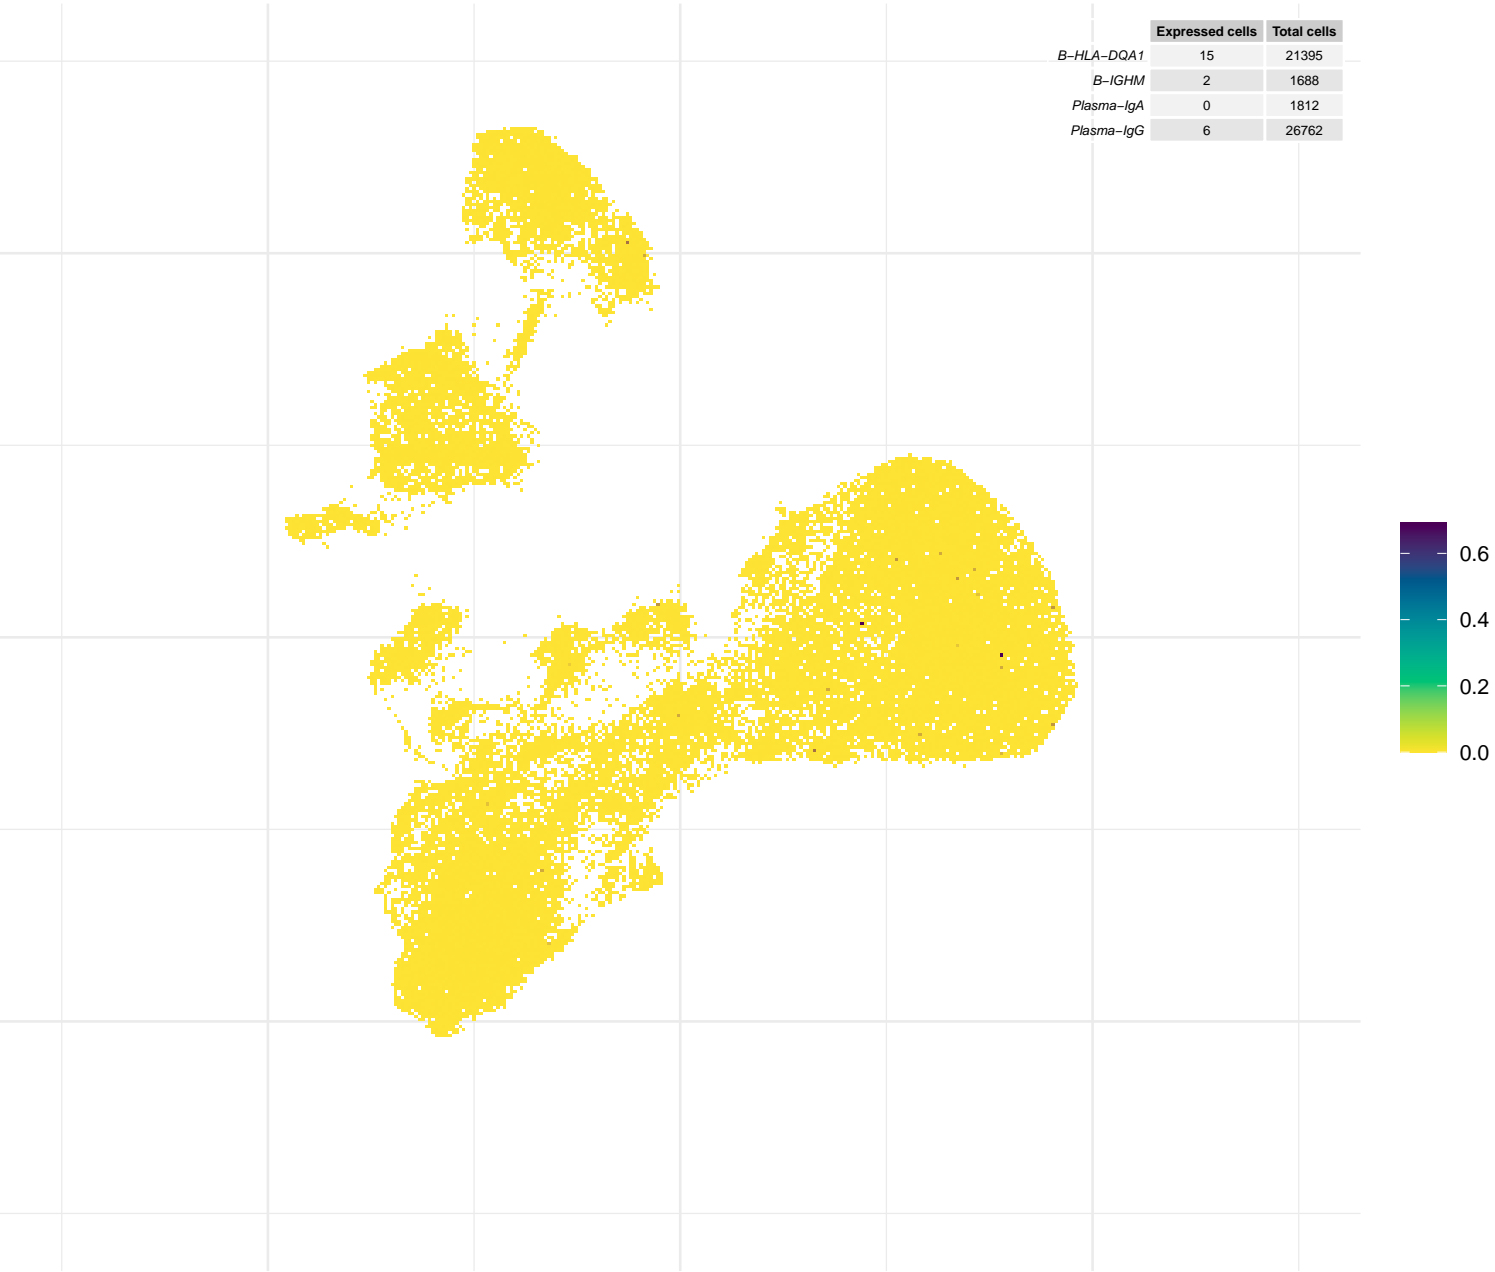 Expressed cells Total cells
B−HLA−DQA1 15 21395
B−IGHM 2 1688
Plasma−IgA 0 1812
Plasma−IgG 6 26762
0.6
0.4
0.2
0.0